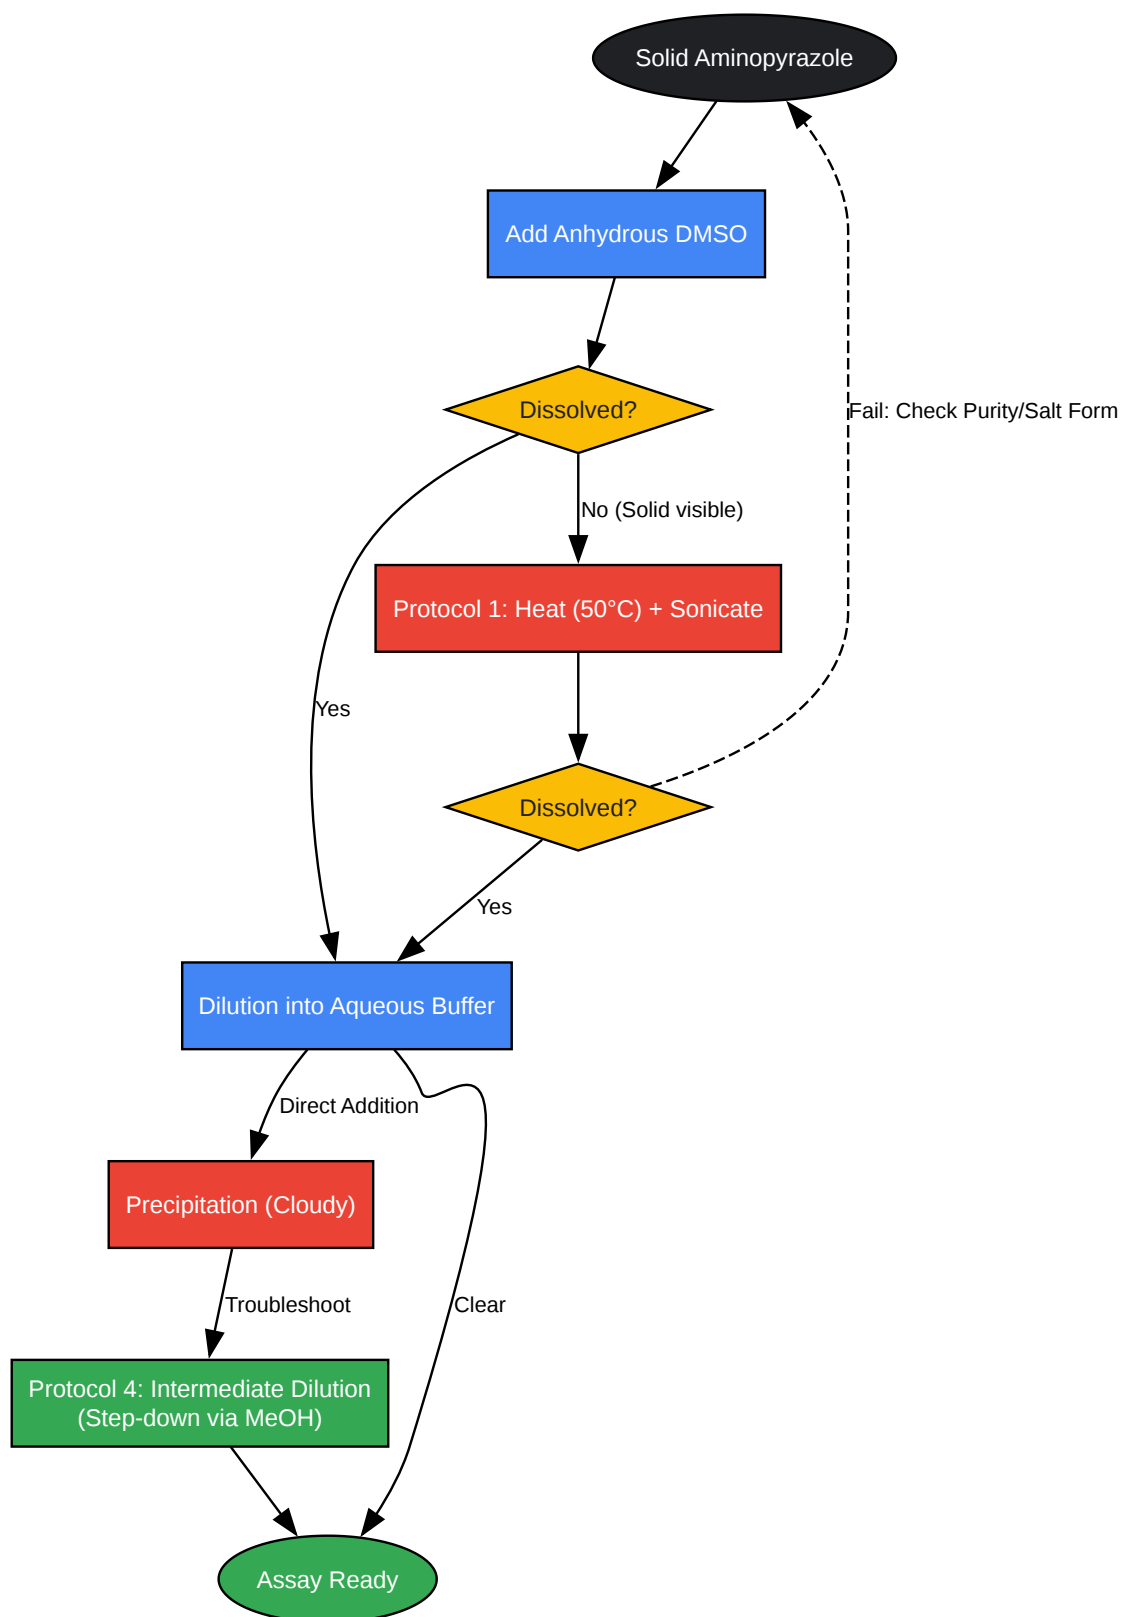 Solid Aminopyrazole
Add Anhydrous DMSO
Dissolved?
Fail: Check Purity/Salt Form
No (Solid visible)
Protocol 1: Heat (50°C) + Sonicate
Yes
Dissolved?
Yes
Dilution into Aqueous Buffer
Direct Addition
Precipitation (Cloudy)
Troubleshoot
Clear
Protocol 4: Intermediate Dilution
(Step-down via MeOH)
Assay Ready